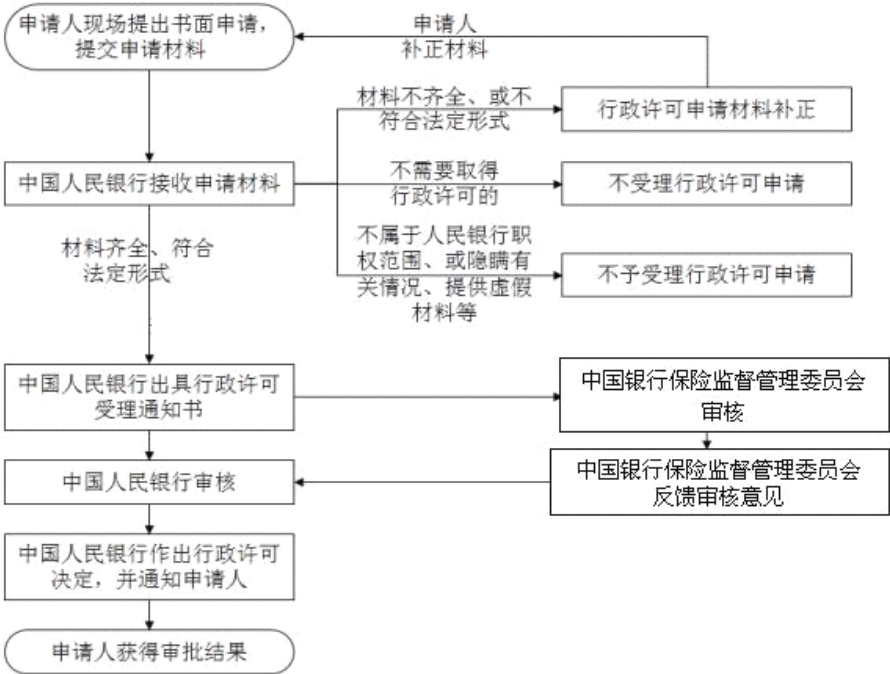 申请人现场提出书面申请，
提交申请材料
申请人
补正材料
材料不齐全、或不
符合法定形式
行政许可申请材料补正
中国人民银行接收申请材料
不需要取得
行政许可的
不受理行政许可申请
材料齐全、符合
法定形式
不属于人民银行职
权范围、或隐瞒有
关情况、提供虚假
材料等
不予受理行政许可申请
中国人民银行出具行政许可
受理通知书
中国银行保险监督管理委员会
审核
中国人民银行审核
中国银行保险监督管理委员会
反馈审核意见
中国人民银行作出行政许可
决定，并通知申请人
申请人获得审批结果